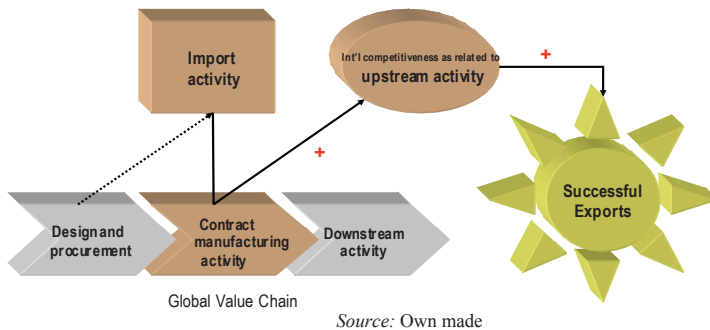 Import
activity
Int'l competitiveness as related to
upstream activity
+
+
Successful
Exports
Design and
procurement
Contract
manufacturing
activity
Downstream
activity
Global Value Chain
Source: Own made